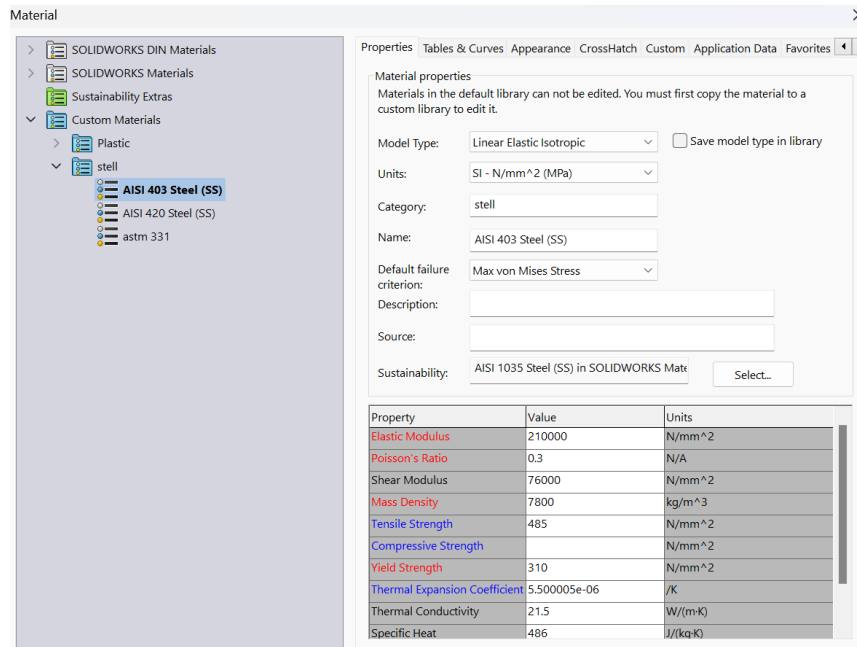 Material
SOLIDWORKS DIN Materials
SOLIDWORKS Materials
Sustainability Extras
Custom Materials
Plastic
stell
AISI 403 Steel (SS)
AISI 420 Steel (SS)
astm 331
Properties Tables & Curves Appearance CrossHatch Custom Application Data Favorites
Material properties
Materials in the default library can not be edited. You must first copy the material to a
custom library to edit it.
Model Type: Linear Elastic Isotropic Save model type in library
Units: SI - N/mm^2 (MPa)
Category: stell
Name: AISI 403 Steel (SS)
Default failure
criterion: Max von Mises Stress
Description:
Source:
Sustainability: AISI 1035 Steel (SS) in SOLIDWORKS Mate Select...
Property Value Units
Elastic Modulus 210000 N/mm^2
Poisson's Ratio 0.3 N/A
Shear Modulus 76000 N/mm^2
Mass Density 7800 kg/m^3
Tensile Strength 485 N/mm^2
Compressive Strength N/mm^2
Yield Strength 310 N/mm^2
Thermal Expansion Coefficient 5.500005e-06 /K
Thermal Conductivity 21.5 W/(m·K)
Specific Heat 486 J/(kg·K)